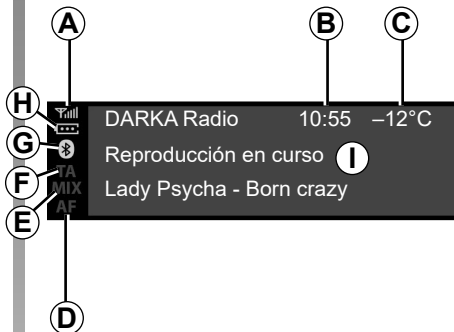 A
B
C
H
G
F
E
D
DARKA Radio 10:55 –12°C
Reproducción en curso I
Lady Psycha - Born crazy
TA
MIX
AF